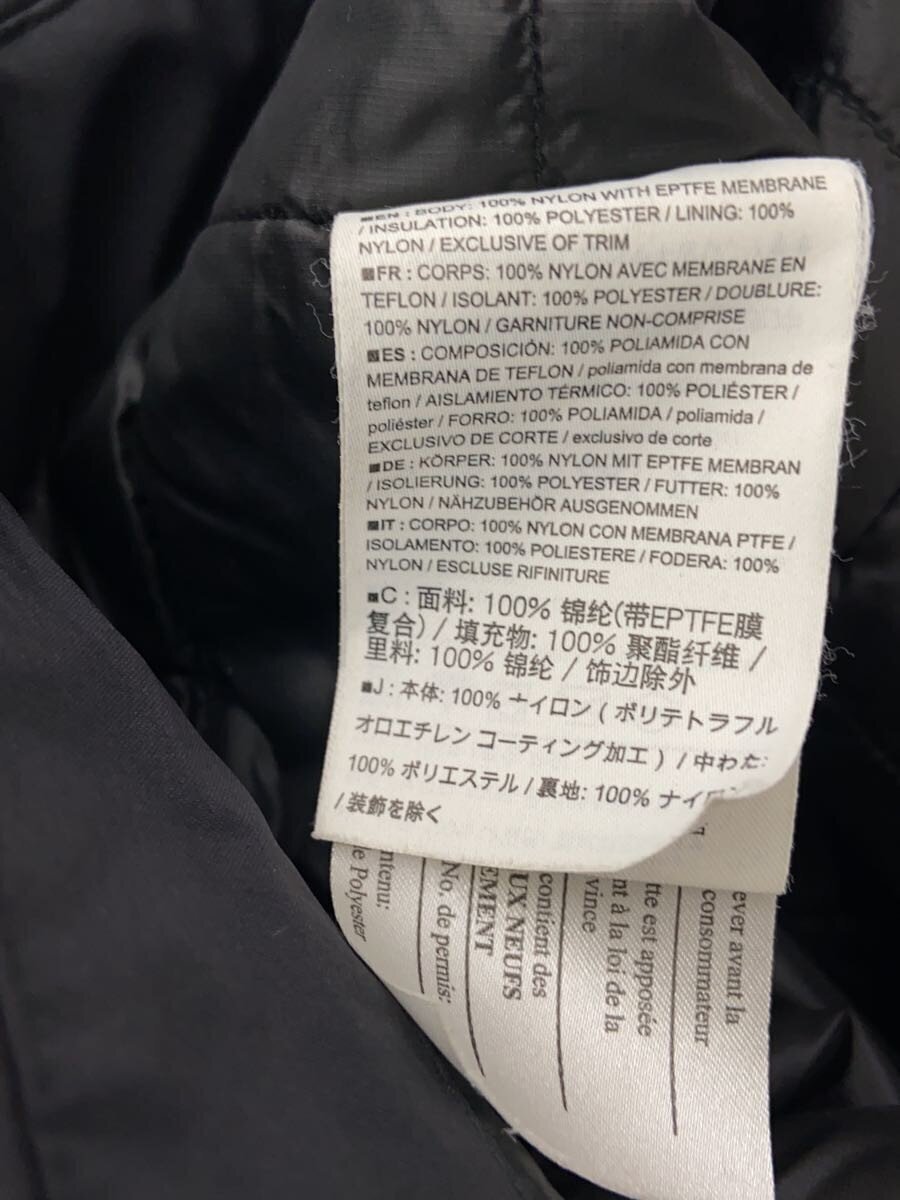 ■EN : BODY: 100% NYLON WITH EPTFE MEMBRANE
/ INSULATION: 100% POLYESTER / LINING: 100%
NYLON / EXCLUSIVE OF TRIM
■FR : CORPS: 100% NYLON AVEC MEMBRANE EN
TEFLON / ISOLANT: 100% POLYESTER / DOUBLURE:
100% NYLON / GARNITURE NON-COMPRISE
■ES : COMPOSICIÓN: 100% POLIAMIDA CON
MEMBRANA DE TEFLON / poliamida con membrana de
teflon / AISLAMIENTO TÉRMICO: 100% POLIÉSTER /
poliéster / FORRO: 100% POLIAMIDA / poliamida /
EXCLUSIVO DE CORTE / exclusivo de corte
■DE : KÖRPER: 100% NYLON MIT EPTFE MEMBRAN
/ ISOLIERUNG: 100% POLYESTER / FUTTER: 100%
NYLON / NÄHZUBEHÖR AUSGENOMMEN
■IT : CORPO: 100% NYLON CON MEMBRANA PTFE /
ISOLAMENTO: 100% POLIESTERE / FODERA: 100%
NYLON / ESCLUSE RIFINITURE
■C : 面料: 100% 锦纶(带EPTFE膜
复合) / 填充物: 100% 聚酯纤维 /
里料: 100% 锦纶 / 饰边除外
■J : 本体: 100% ナイロン ( ポリテトラフル
オロエチレン コーティング加工 ) / 中わた:
100% ポリエステル / 裏地: 100% ナイロン
/ 装飾を除く
ever avant la
consommateur
tte est apposée
nt à la loi de la
vince
contient des
UX NEUFS
EMENT
No. de permis:
ntenu;
e Polyester